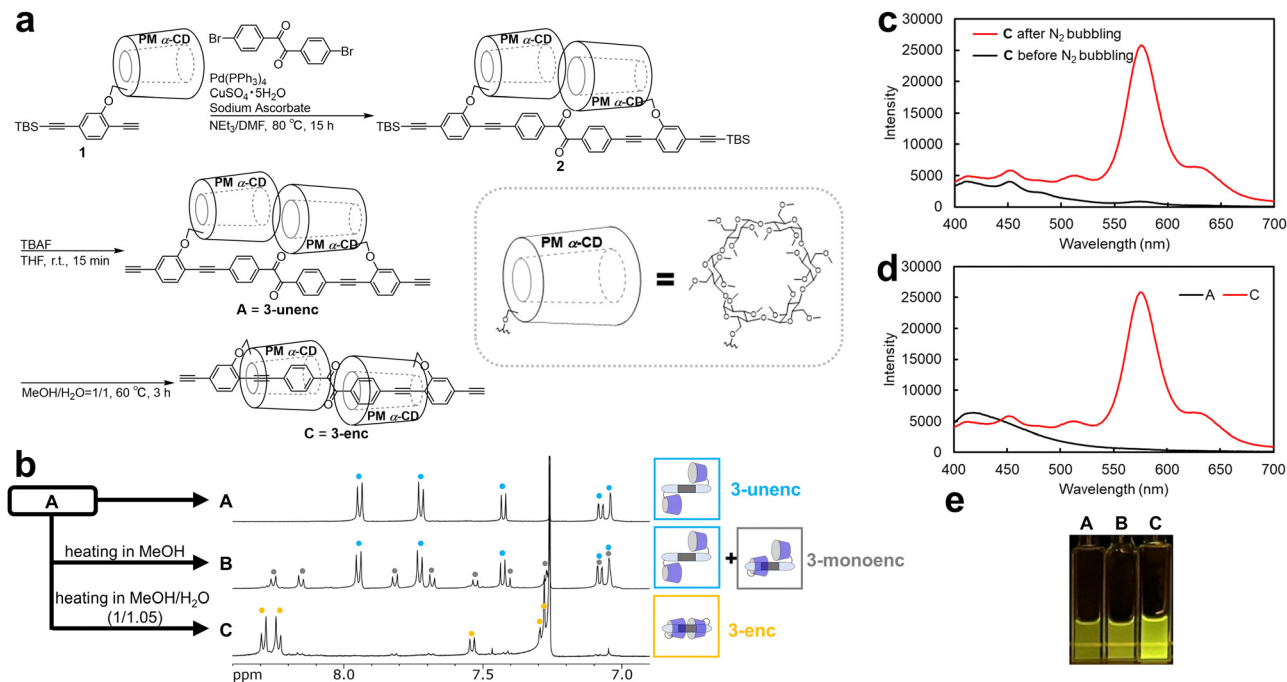 a
PM α-CD
Br
O
O
Br
Pd(PPh3)4
CuSO4・5H2O
Sodium Ascorbate
NEt3/DMF, 80 °C, 15 h
O
TBS
1
PM α-CD
PM α-CD
O
O
O
O
TBS
TBS
2
TBAF
THF, r.t., 15 min
PM α-CD
PM α-CD
O
O
O
O
A = 3-unenc
PM α-CD
O
=
MeOH/H2O=1/1, 60 °C, 3 h
PM α-CD
PM α-CD
O
O
O
O
C = 3-enc
b
A
heating in MeOH
heating in MeOH/H2O
(1/1.05)
A
B
C
3-unenc
+
3-monoenc
3-enc
ppm
8.0
7.5
7.0
c
Intensity
30000
25000
20000
15000
10000
5000
0
C after N2 bubbling
C before N2 bubbling
400 450 500 550 600 650 700
Wavelength (nm)
d
Intensity
30000
25000
20000
15000
10000
5000
0
A C
400 450 500 550 600 650 700
Wavelength (nm)
e
A B C